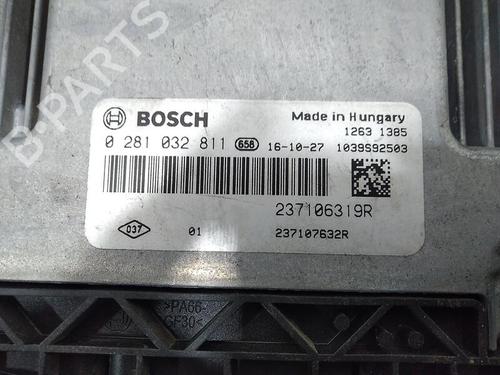 B-PARTS
BOSCH
Made in Hungary
1263 1385
0 281 032 811 656 16-10-27 1039S92503
237106319R
037 01 237107632R
>PA66-
GF30<